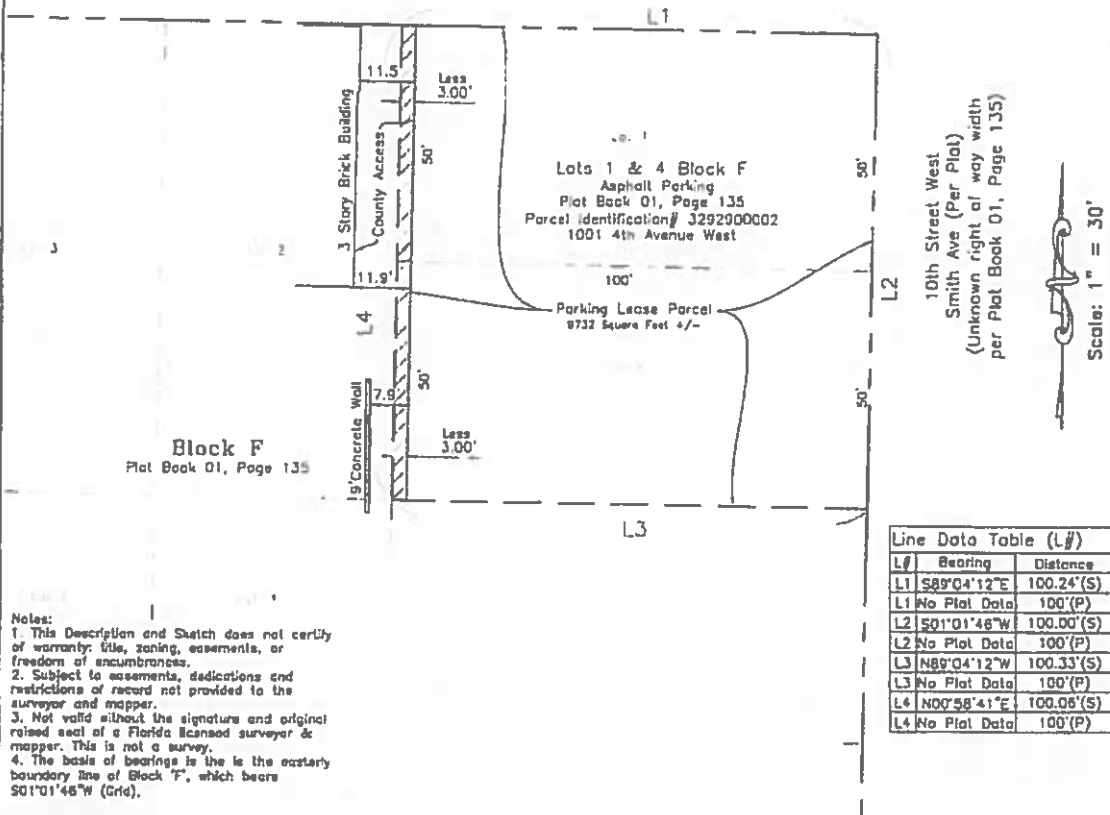 L1
11.5
Less
3.00'
3 Story Brick Building
County Access
50'
Lots 1 & 4 Block F
Asphalt Parking
Plat Book 01, Page 135
Parcel Identification# 3292900002
1001 4th Avenue West
50'
10th Street West
Smith Ave (Per Plat)
(Unknown right of way width
per Plat Book 01, Page 135)
Scale: 1" = 30'
3
2
11.9'
100'
L2
L4
Parking Lease Parcel
9732 Square Feet +/-
50'
50'
7.9'
19' Concrete Wall
Less
3.00'
Block F
Plat Book 01, Page 135
L3
Line Data Table (L#)
L# Bearing Distance
L1 S89°04'12"E 100.24'(S)
L1 No Plat Data 100'(P)
L2 S01°01'46"W 100.00'(S)
L2 No Plat Data 100'(P)
L3 N89°04'12"W 100.33'(S)
L3 No Plat Data 100'(P)
L4 N00°58'41"E 100.06'(S)
L4 No Plat Data 100'(P)
Notes:
1. This Description and Sketch does not certify
of warranty: title, zoning, easements, or
freedom of encumbrances.
2. Subject to easements, dedications and
restrictions of record not provided to the
surveyor and mapper.
3. Not valid without the signature and original
raised seal of a Florida licensed surveyor &
mapper. This is not a survey.
4. The basis of bearings is the is the easterly
boundary line of Block "F", which bears
S01°01'46"W (Grid).